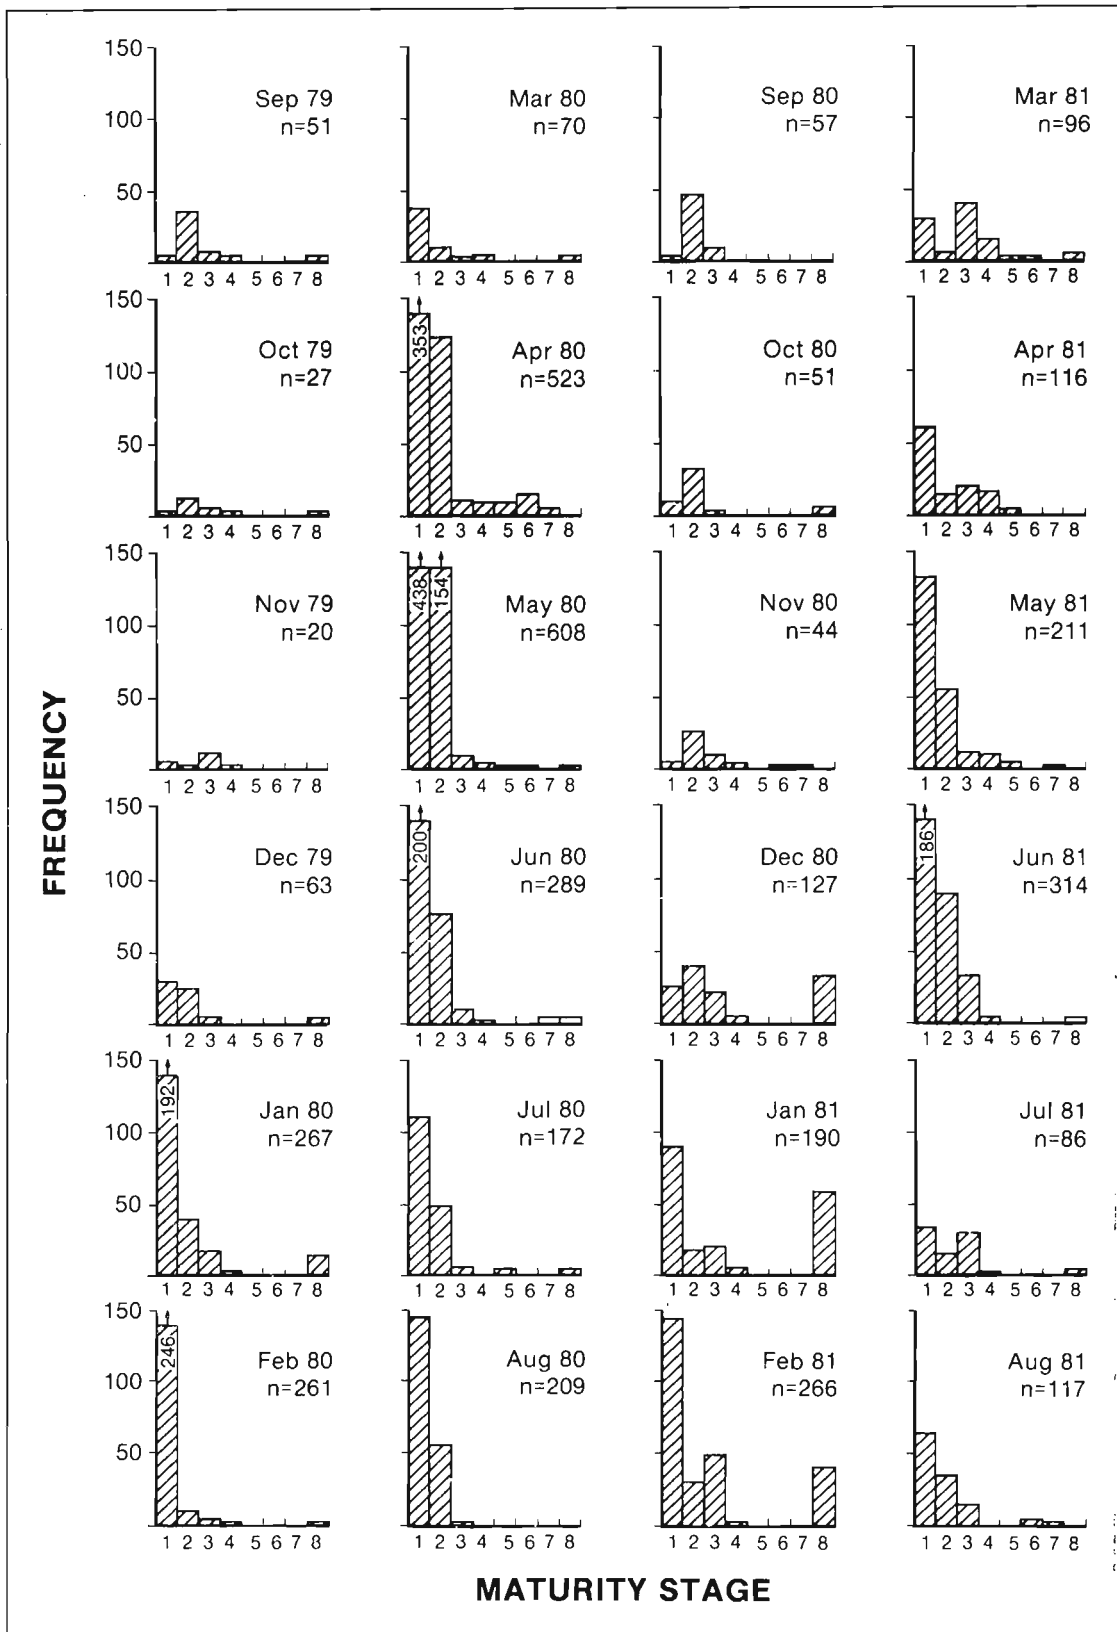 FREQUENCY
150
100
50
Sep 79
n=51
1 2 3 4 5 6 7 8
Mar 80
n=70
1 2 3 4 5 6 7 8
Sep 80
n=57
1 2 3 4 5 6 7 8
Mar 81
n=96
1 2 3 4 5 6 7 8
150
100
50
Oct 79
n=27
1 2 3 4 5 6 7 8
353
Apr 80
n=523
1 2 3 4 5 6 7 8
Oct 80
n=51
1 2 3 4 5 6 7 8
Apr 81
n=116
1 2 3 4 5 6 7 8
150
100
50
Nov 79
n=20
1 2 3 4 5 6 7 8
438
154
May 80
n=608
1 2 3 4 5 6 7 8
Nov 80
n=44
1 2 3 4 5 6 7 8
May 81
n=211
1 2 3 4 5 6 7 8
150
100
50
Dec 79
n=63
1 2 3 4 5 6 7 8
200
Jun 80
n=289
1 2 3 4 5 6 7 8
Dec 80
n=127
1 2 3 4 5 6 7 8
186
Jun 81
n=314
1 2 3 4 5 6 7 8
150
100
50
192
Jan 80
n=267
1 2 3 4 5 6 7 8
Jul 80
n=172
1 2 3 4 5 6 7 8
Jan 81
n=190
1 2 3 4 5 6 7 8
Jul 81
n=86
1 2 3 4 5 6 7 8
150
100
50
246
Feb 80
n=261
1 2 3 4 5 6 7 8
Aug 80
n=209
1 2 3 4 5 6 7 8
Feb 81
n=266
1 2 3 4 5 6 7 8
Aug 81
n=117
1 2 3 4 5 6 7 8
MATURITY STAGE